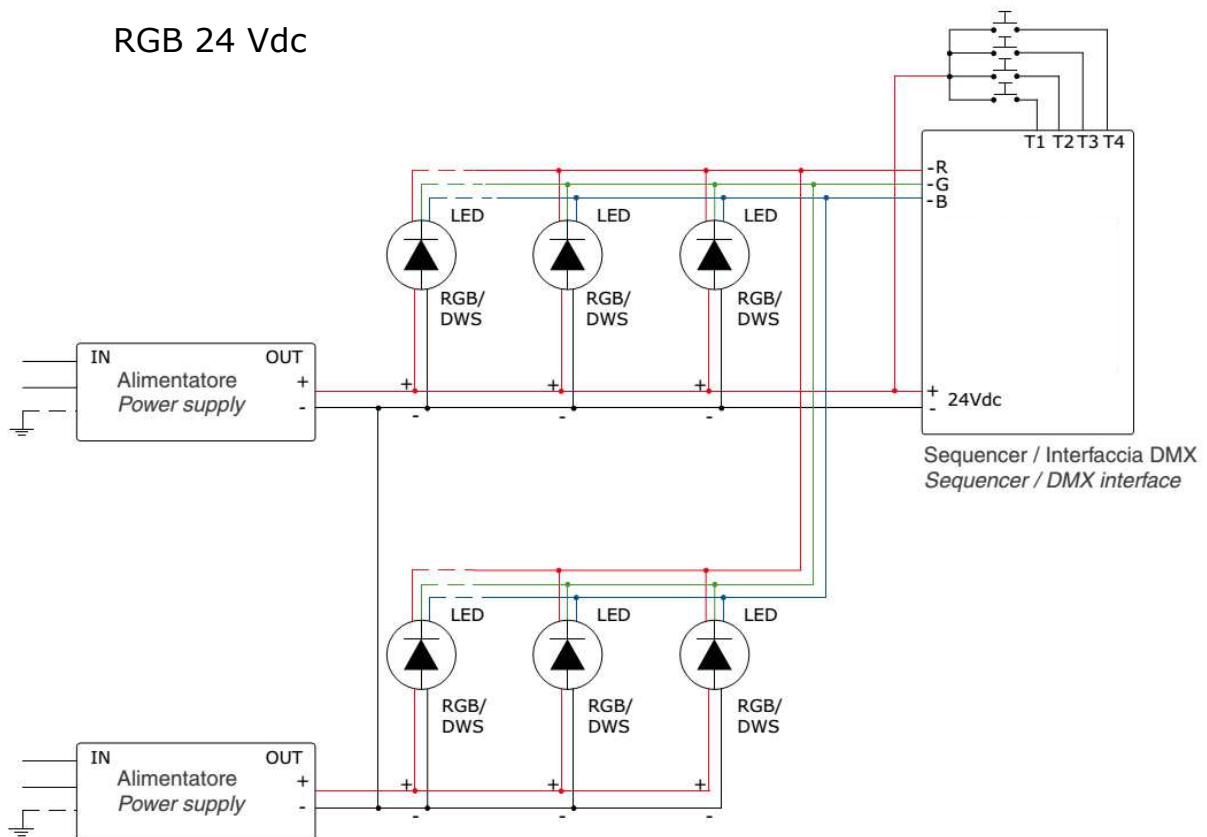 RGB 24 Vdc
T1 T2 T3 T4
-R
-G
-B
LED LED LED
RGB/ RGB/ RGB/
DWS DWS DWS
IN OUT
Alimentatore +
Power supply -
+ + +
- - -
+ 24Vdc
-
Sequencer / Interfaccia DMX
Sequencer / DMX interface
LED LED LED
RGB/ RGB/ RGB/
DWS DWS DWS
IN OUT
Alimentatore +
Power supply -
+ + +
- - -